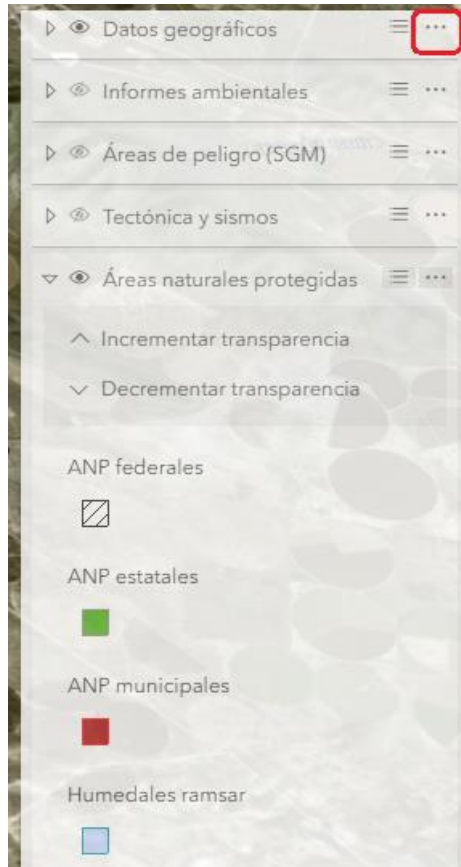 Datos geográficos
Informes ambientales
Áreas de peligro (SGM)
Tectónica y sismos
Áreas naturales protegidas
Incrementar transparencia
Decrementar transparencia
ANP federales
ANP estatales
ANP municipales
Humedales ramsar